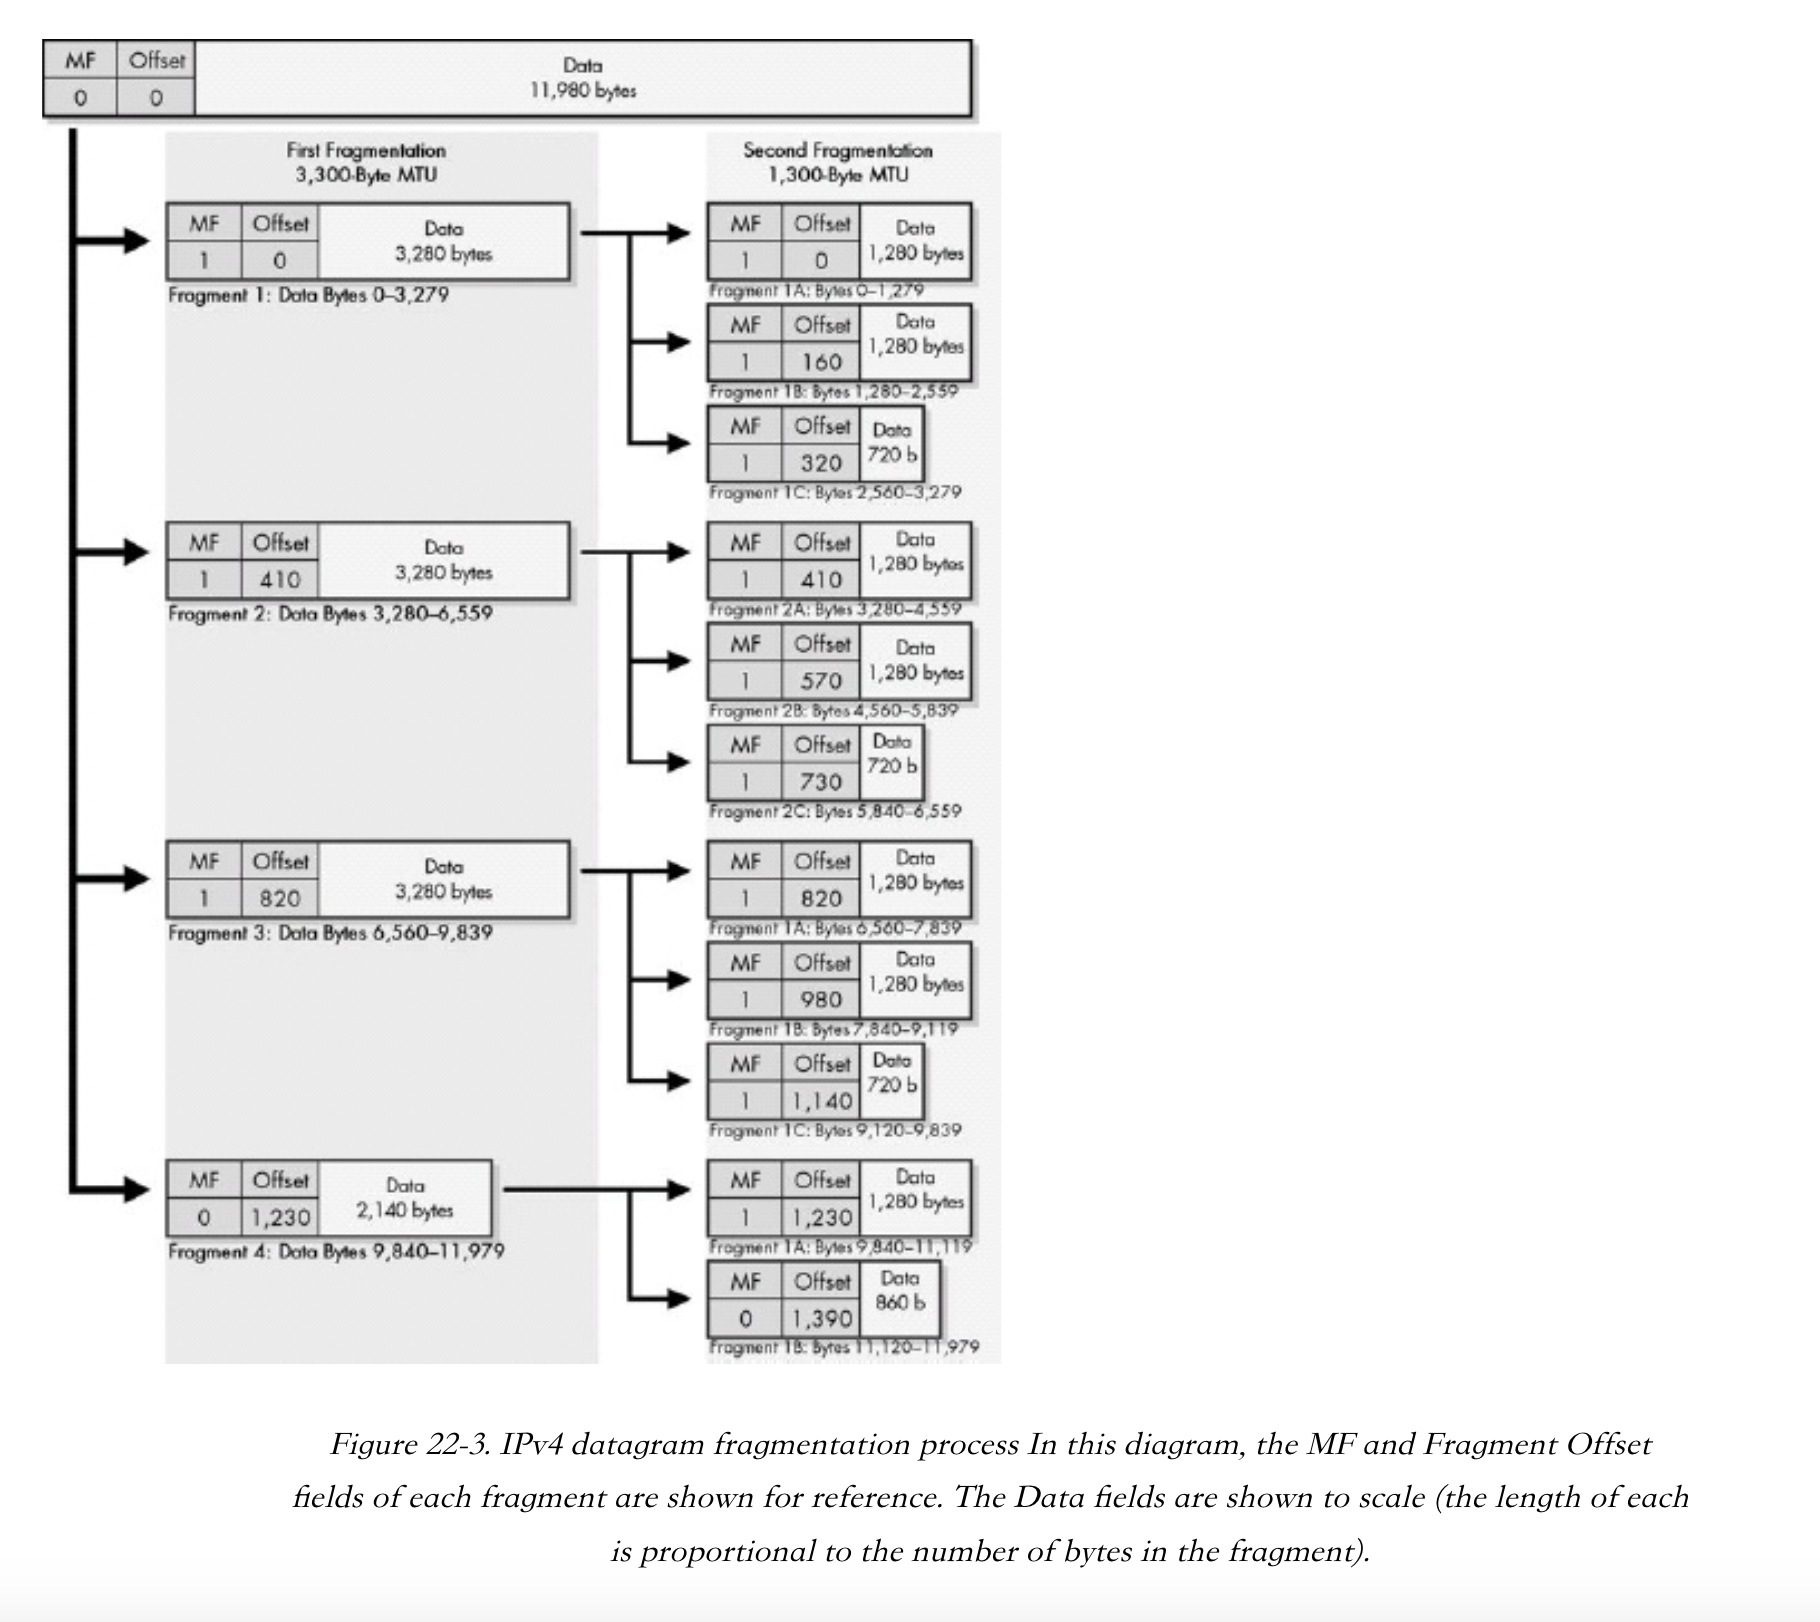 MF Offset Data
0 0 11,980 bytes
First Fragmentation
3,300-Byte MTU
Second Fragmentation
1,300-Byte MTU
MF Offset Data
1 0 3,280 bytes
Fragment 1: Data Bytes 0–3,279
MF Offset Data
1 0 1,280 bytes
Fragment 1A: Bytes 0–1,279
MF Offset Data
1 160 1,280 bytes
Fragment 1B: Bytes 1,280–2,559
MF Offset Data
1 320 720 b
Fragment 1C: Bytes 2,560–3,279
MF Offset Data
1 410 3,280 bytes
Fragment 2: Data Bytes 3,280–6,559
MF Offset Data
1 410 1,280 bytes
Fragment 2A: Bytes 3,280–4,559
MF Offset Data
1 570 1,280 bytes
Fragment 2B: Bytes 4,560–5,839
MF Offset Data
1 730 720 b
Fragment 2C: Bytes 5,840–6,559
MF Offset Data
1 820 3,280 bytes
Fragment 3: Data Bytes 6,560–9,839
MF Offset Data
1 820 1,280 bytes
Fragment 1A: Bytes 6,560–7,839
MF Offset Data
1 980 1,280 bytes
Fragment 1B: Bytes 7,840–9,119
MF Offset Data
1 1,140 720 b
Fragment 1C: Bytes 9,120–9,839
MF Offset Data
0 1,230 2,140 bytes
Fragment 4: Data Bytes 9,840–11,979
MF Offset Data
1 1,230 1,280 bytes
Fragment 1A: Bytes 9,840–11,119
MF Offset Data
0 1,390 860 b
Fragment 1B: Bytes 11,120–11,979
Figure 22-3. IPv4 datagram fragmentation process In this diagram, the MF and Fragment Offset
fields of each fragment are shown for reference. The Data fields are shown to scale (the length of each
is proportional to the number of bytes in the fragment).